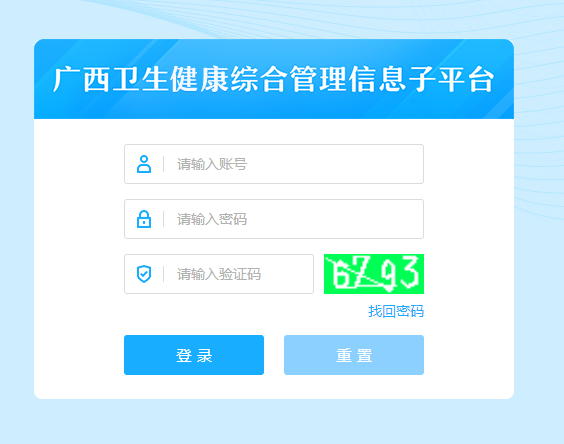 广西卫生健康综合管理信息子平台
请输入账号
请输入密码
请输入验证码
6793
找回密码
登 录
重 置